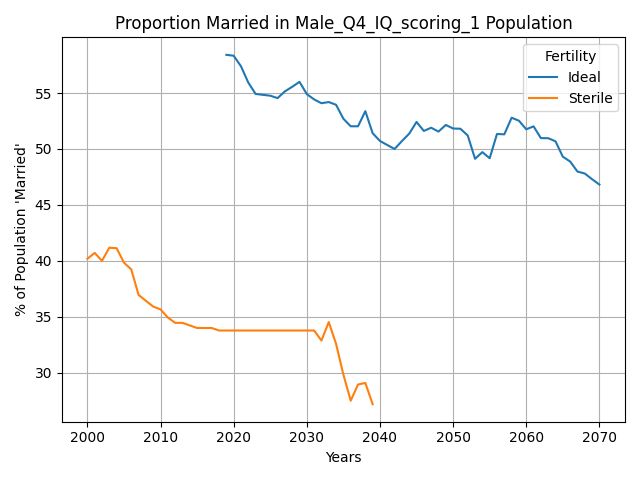 Proportion Married in Male_Q4_IQ_scoring_1 Population
Fertility
Ideal
Sterile
% of Population 'Married'
55
50
45
40
35
30
2000
2010
2020
2030
2040
2050
2060
2070
Years